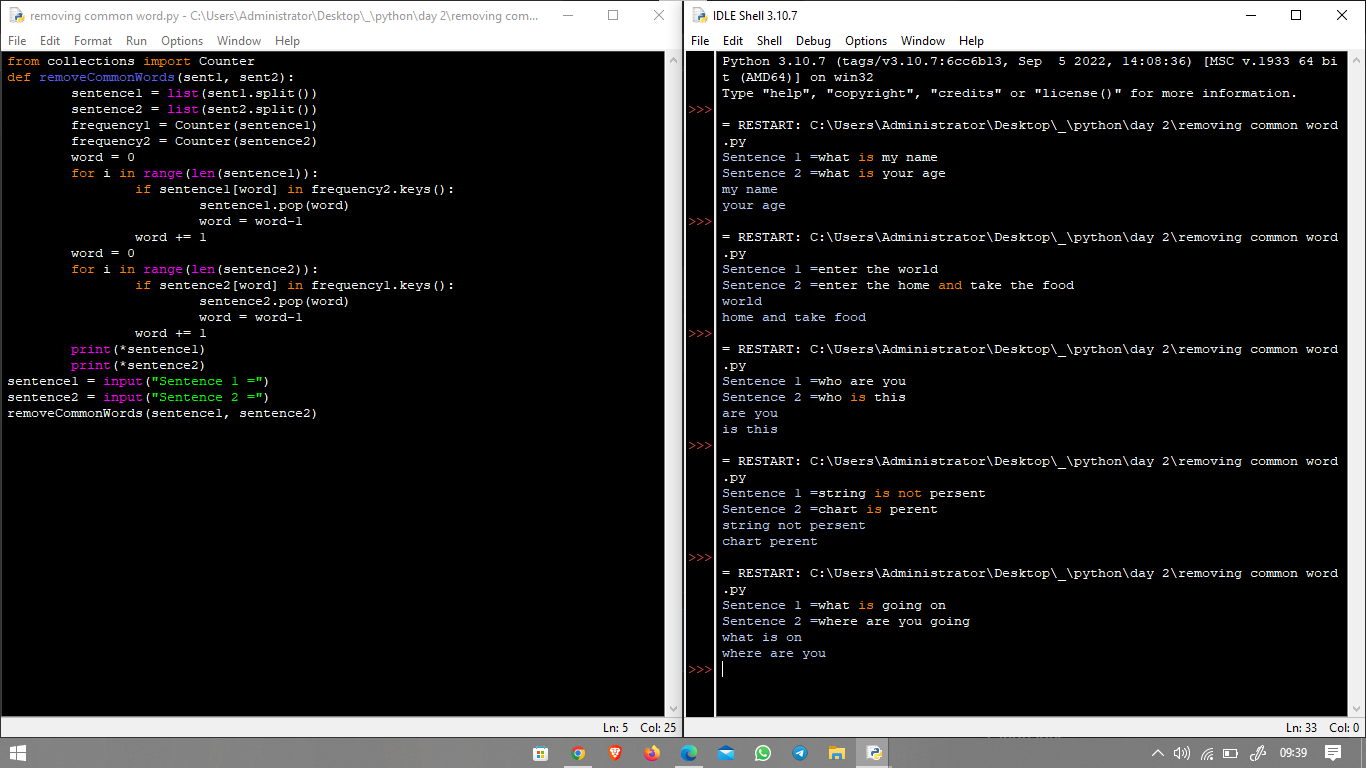 removing common word.py - C:\Users\Administrator\Desktop\_\python\day 2\removing com...
File Edit Format Run Options Window Help
from collections import Counter
def removeCommonWords(sent1, sent2):
        sentence1 = list(sent1.split())
        sentence2 = list(sent2.split())
        frequency1 = Counter(sentence1)
        frequency2 = Counter(sentence2)
        word = 0
        for i in range(len(sentence1)):
                if sentence1[word] in frequency2.keys():
                        sentence1.pop(word)
                        word = word-1
                word += 1
        word = 0
        for i in range(len(sentence2)):
                if sentence2[word] in frequency1.keys():
                        sentence2.pop(word)
                        word = word-1
                word += 1
        print(*sentence1)
        print(*sentence2)
sentence1 = input("Sentence 1 =")
sentence2 = input("Sentence 2 =")
removeCommonWords(sentence1, sentence2)
Ln: 5 Col: 25
IDLE Shell 3.10.7
File Edit Shell Debug Options Window Help
Python 3.10.7 (tags/v3.10.7:6cc6b13, Sep  5 2022, 14:08:36) [MSC v.1933 64 bi
t (AMD64)] on win32
Type "help", "copyright", "credits" or "license()" for more information.
>>>
= RESTART: C:\Users\Administrator\Desktop\_\python\day 2\removing common word
.py
Sentence 1 =what is my name
Sentence 2 =what is your age
my name
your age
>>>
= RESTART: C:\Users\Administrator\Desktop\_\python\day 2\removing common word
.py
Sentence 1 =enter the world
Sentence 2 =enter the home and take the food
world
home and take food
>>>
= RESTART: C:\Users\Administrator\Desktop\_\python\day 2\removing common word
.py
Sentence 1 =who are you
Sentence 2 =who is this
are you
is this
>>>
= RESTART: C:\Users\Administrator\Desktop\_\python\day 2\removing common word
.py
Sentence 1 =string is not persent
Sentence 2 =chart is perent
string not persent
chart perent
>>>
= RESTART: C:\Users\Administrator\Desktop\_\python\day 2\removing common word
.py
Sentence 1 =what is going on
Sentence 2 =where are you going
what is on
where are you
>>>
Ln: 33 Col: 0
09:39